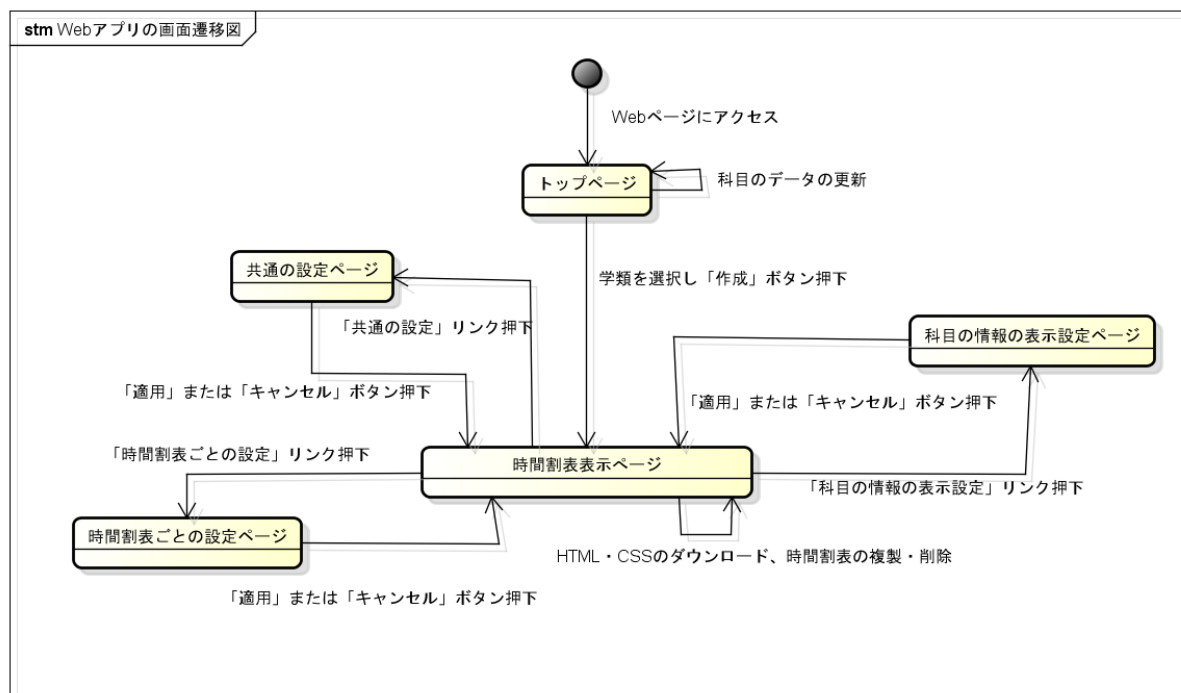 stm Webアプリの画面遷移図
Webページにアクセス
トップページ
科目のデータの更新
学類を選択し「作成」ボタン押下
共通の設定ページ
「共通の設定」リンク押下
科目の情報の表示設定ページ
「適用」または「キャンセル」ボタン押下
「適用」または「キャンセル」ボタン押下
「時間割表ごとの設定」リンク押下
時間割表表示ページ
「科目の情報の表示設定」リンク押下
時間割表ごとの設定ページ
HTML・CSSのダウンロード、時間割表の複製・削除
「適用」または「キャンセル」ボタン押下